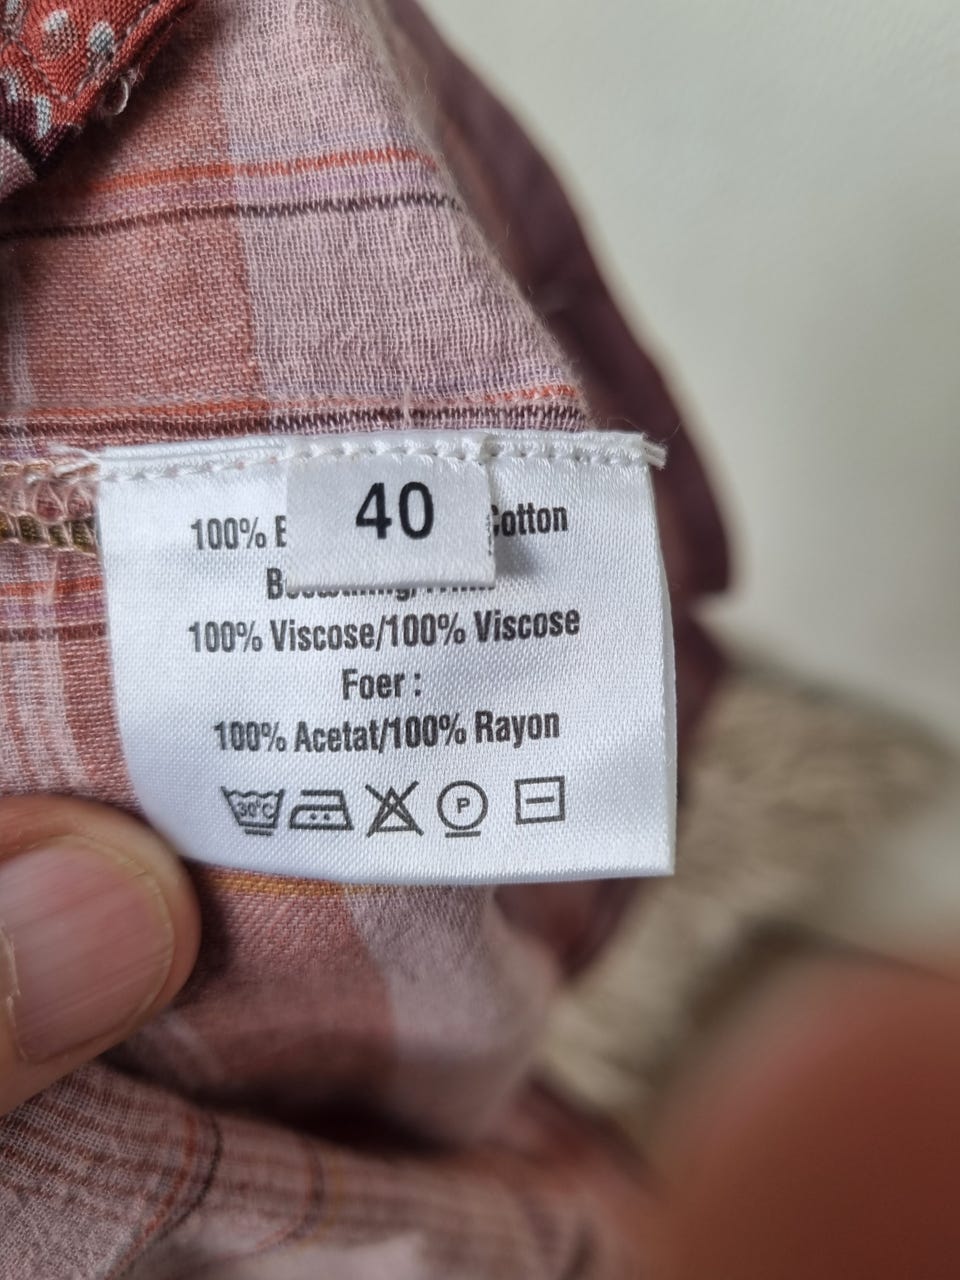 40
100% Cotton
100% Viscose/100% Viscose
Foer :
100% Acetat/100% Rayon
30°C
P